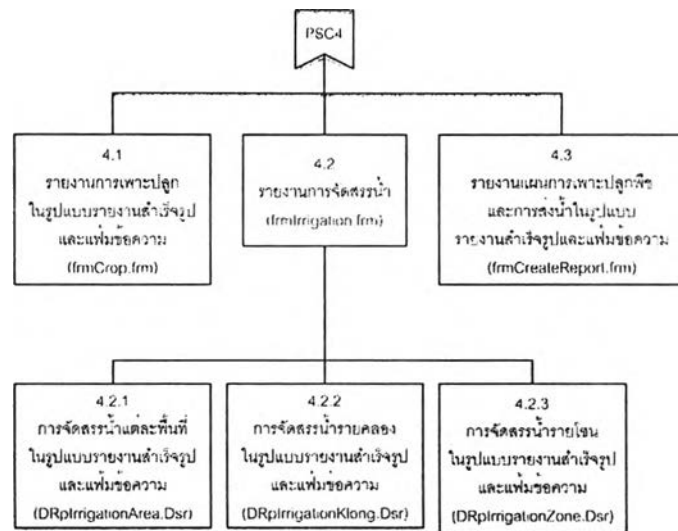 PSC4
4.1
รายงานการเพาะปลูก
ในรูปแบบรายงานสำเร็จรูป
และแฟ้มข้อความ
(frmCrop.frm)
4.2
รายงานการจัดสรรน้ำ
(frmIrrigation.frm)
4.3
รายงานแผนการเพาะปลูกพืช
และการส่งน้ำในรูปแบบ
รายงานสำเร็จรูปและแฟ้มข้อความ
(frmCreateReport.frm)
4.2.1
การจัดสรรน้ำแต่ละพื้นที่
ในรูปแบบรายงานสำเร็จรูป
และแฟ้มข้อความ
(DRpIrrigationArea.Dsr)
4.2.2
การจัดสรรน้ำรายคลอง
ในรูปแบบรายงานสำเร็จรูป
และแฟ้มข้อความ
(DRpIrrigationKlong.Dsr)
4.2.3
การจัดสรรน้ำรายโซน
ในรูปแบบรายงานสำเร็จรูป
และแฟ้มข้อความ
(DRpIrrigationZone.Dsr)